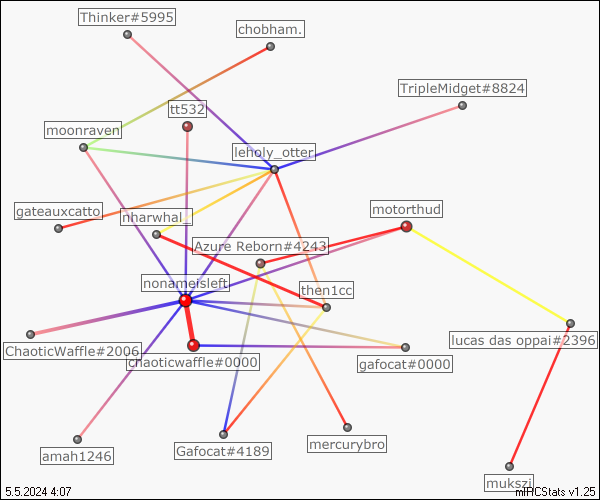 Thinker#5995
chobham.
TripleMidget#8824
tt532
moonraven
leholy_otter
gateauxcatto
nharwhal_
motorthud
Azure Reborn#4243
nonameisleft
then1cc
ChaoticWaffle#2006
chaoticwaffle#0000
gafocat#0000
lucas das oppai#2396
amah1246
Gafocat#4189
mercurybro
mukszi
5.5.2024 4:07
mIRCStats v1.25